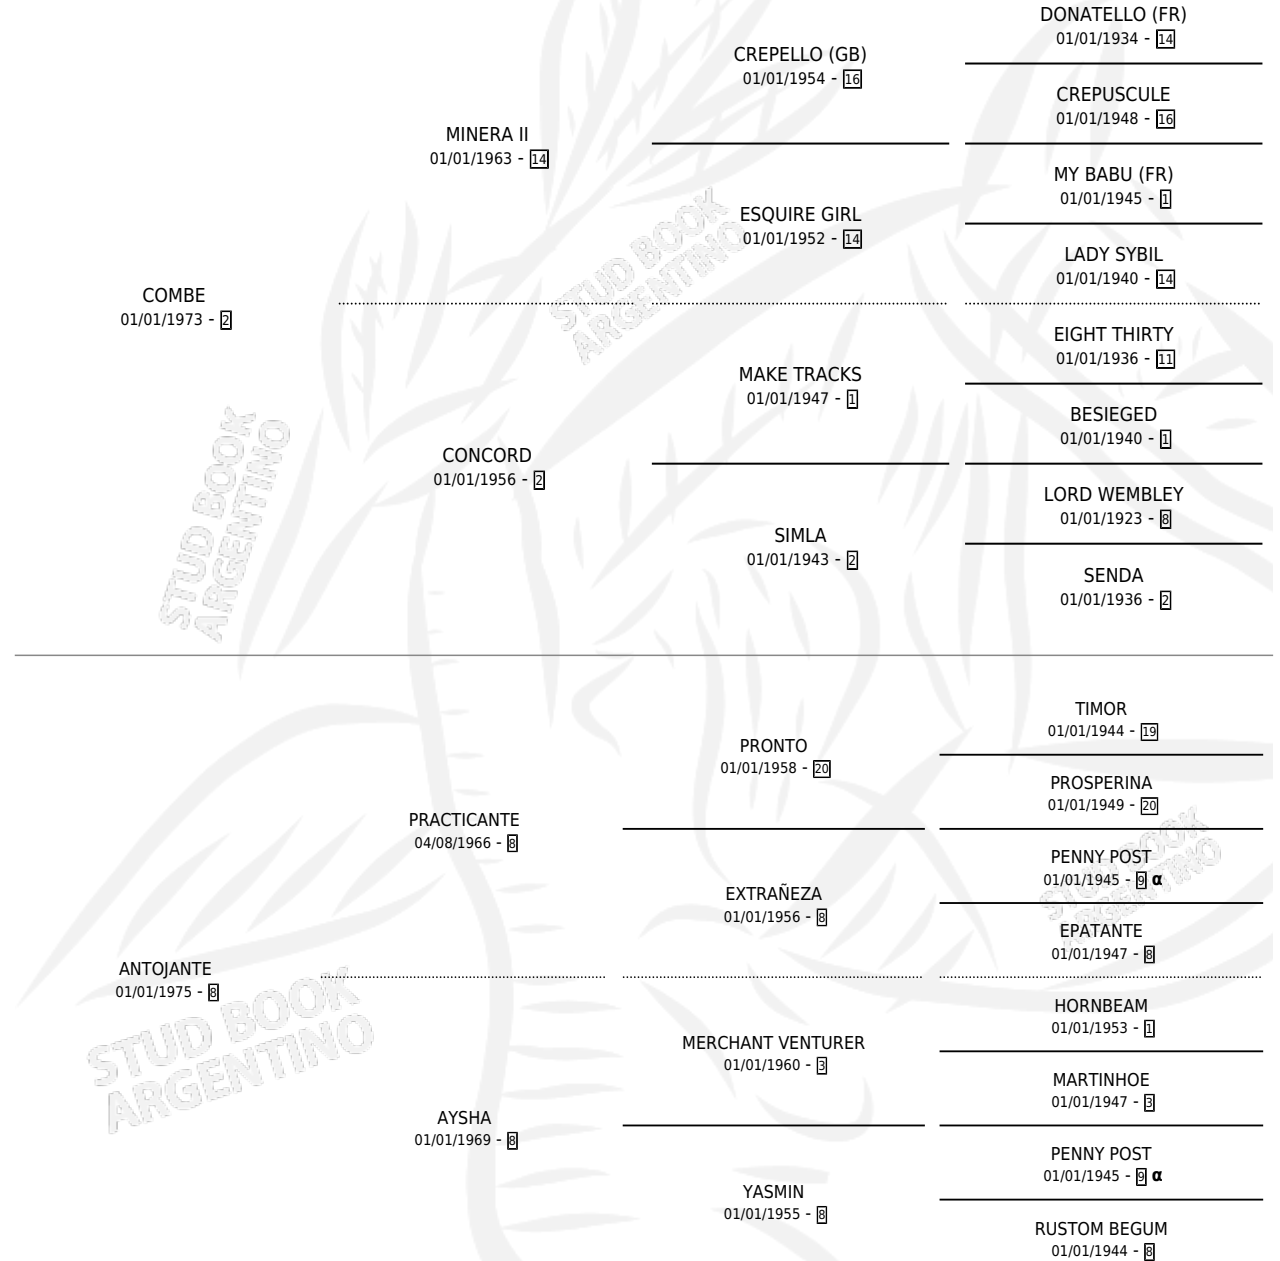 DONATELLO (FR)
01/01/1934 - 14
CREPELLO (GB)
01/01/1954 - 16
CREPUSCULE
01/01/1948 - 16
MINERA II
01/01/1963 - 14
MY BABU (FR)
01/01/1945 - 1
ESQUIRE GIRL
01/01/1952 - 14
LADY SYBIL
01/01/1940 - 14
COMBE
01/01/1973 - 2
EIGHT THIRTY
01/01/1936 - 11
MAKE TRACKS
01/01/1947 - 1
BESIEGED
01/01/1940 - 1
CONCORD
01/01/1956 - 2
LORD WEMBLEY
01/01/1923 - 8
SIMLA
01/01/1943 - 2
SENDA
01/01/1936 - 2
TIMOR
01/01/1944 - 19
PRONTO
01/01/1958 - 20
PROSPERINA
01/01/1949 - 20
PRACTICANTE
04/08/1966 - 8
PENNY POST
01/01/1945 - 9 α
EXTRAÑEZA
01/01/1956 - 8
EPATANTE
01/01/1947 - 8
ANTOJANTE
01/01/1975 - 8
HORNBEAM
01/01/1953 - 1
MERCHANT VENTURER
01/01/1960 - 3
MARTINHOE
01/01/1947 - 3
AYSHA
01/01/1969 - 8
PENNY POST
01/01/1945 - 9 α
YASMIN
01/01/1955 - 8
RUSTOM BEGUM
01/01/1944 - 8
STUD BOOK
ARGENTINO
STUD BOOK
ARGENTINO
STUD BOOK
ARGENTINO
STUD BOOK
ARGENTINO